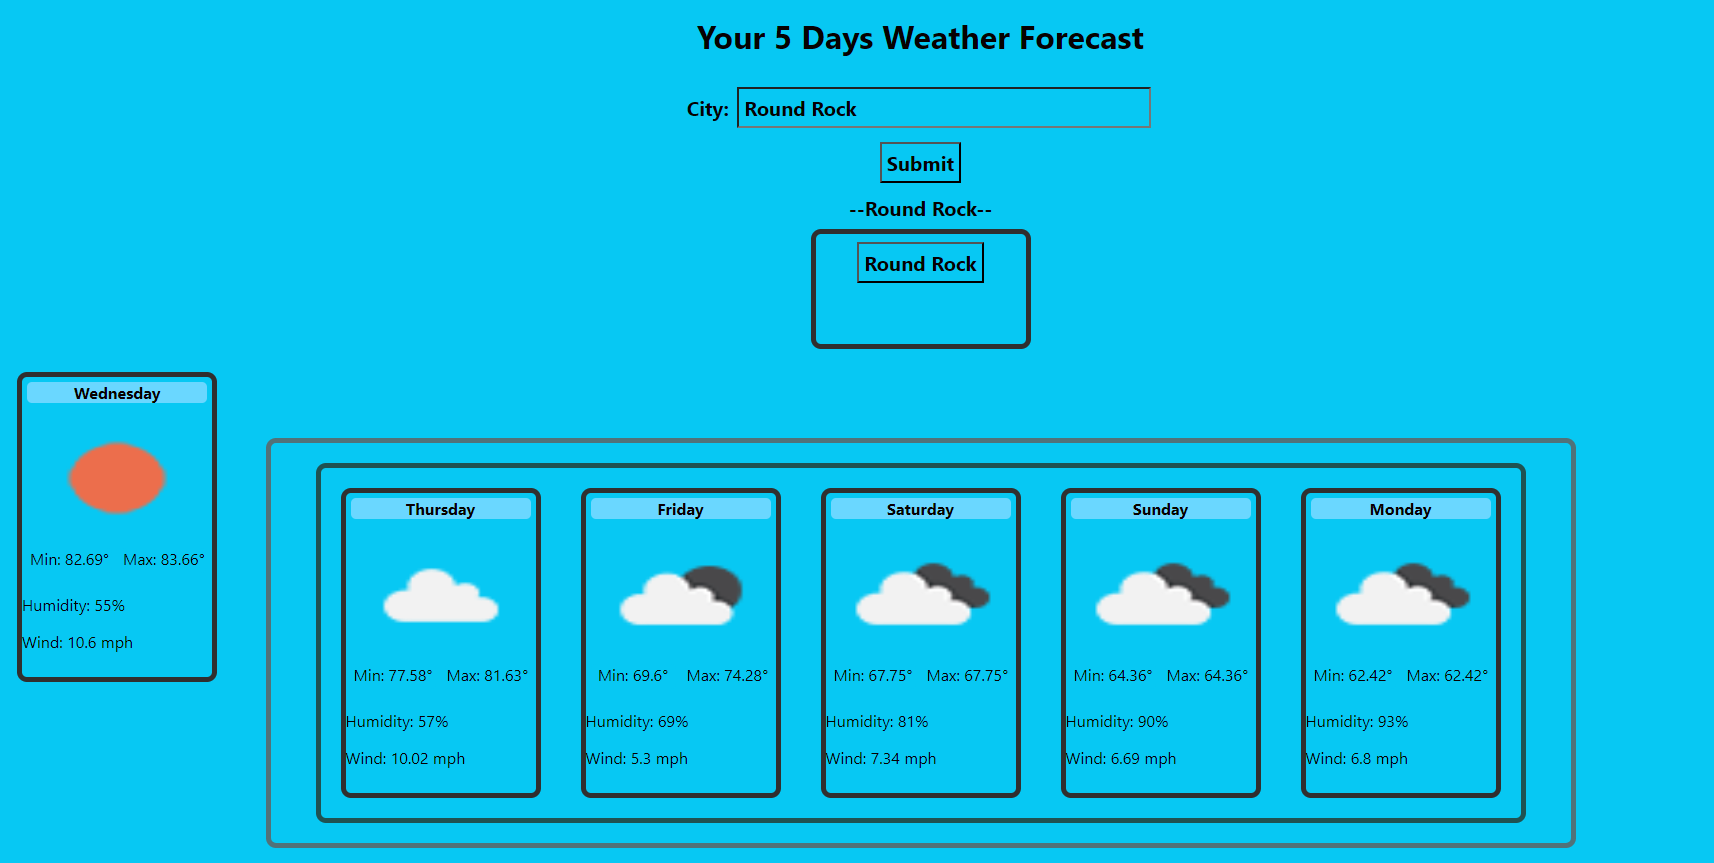 Your 5 Days Weather Forecast
City: Round Rock
Submit
--Round Rock--
Round Rock
Wednesday
Min: 82.69° Max: 83.66°
Humidity: 55%
Wind: 10.6 mph
Thursday
Min: 77.58° Max: 81.63°
Humidity: 57%
Wind: 10.02 mph
Friday
Min: 69.6° Max: 74.28°
Humidity: 69%
Wind: 5.3 mph
Saturday
Min: 67.75° Max: 67.75°
Humidity: 81%
Wind: 7.34 mph
Sunday
Min: 64.36° Max: 64.36°
Humidity: 90%
Wind: 6.69 mph
Monday
Min: 62.42° Max: 62.42°
Humidity: 93%
Wind: 6.8 mph